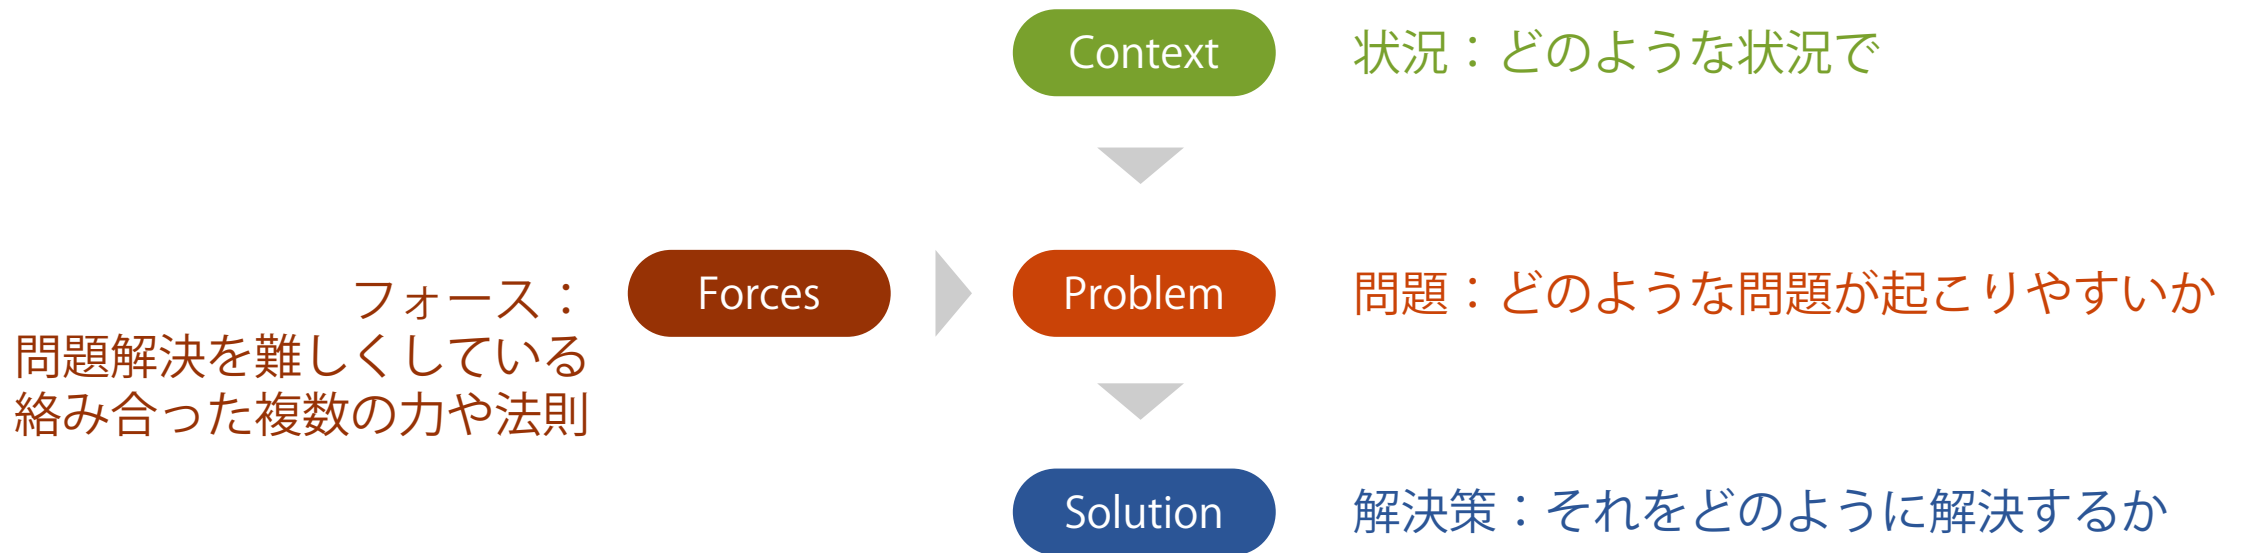 Context
状況：どのような状況で
フォース：
問題解決を難しくしている
絡み合った複数の力や法則
Forces
Problem
問題：どのような問題が起こりやすいか
Solution
解決策：それをどのように解決するか